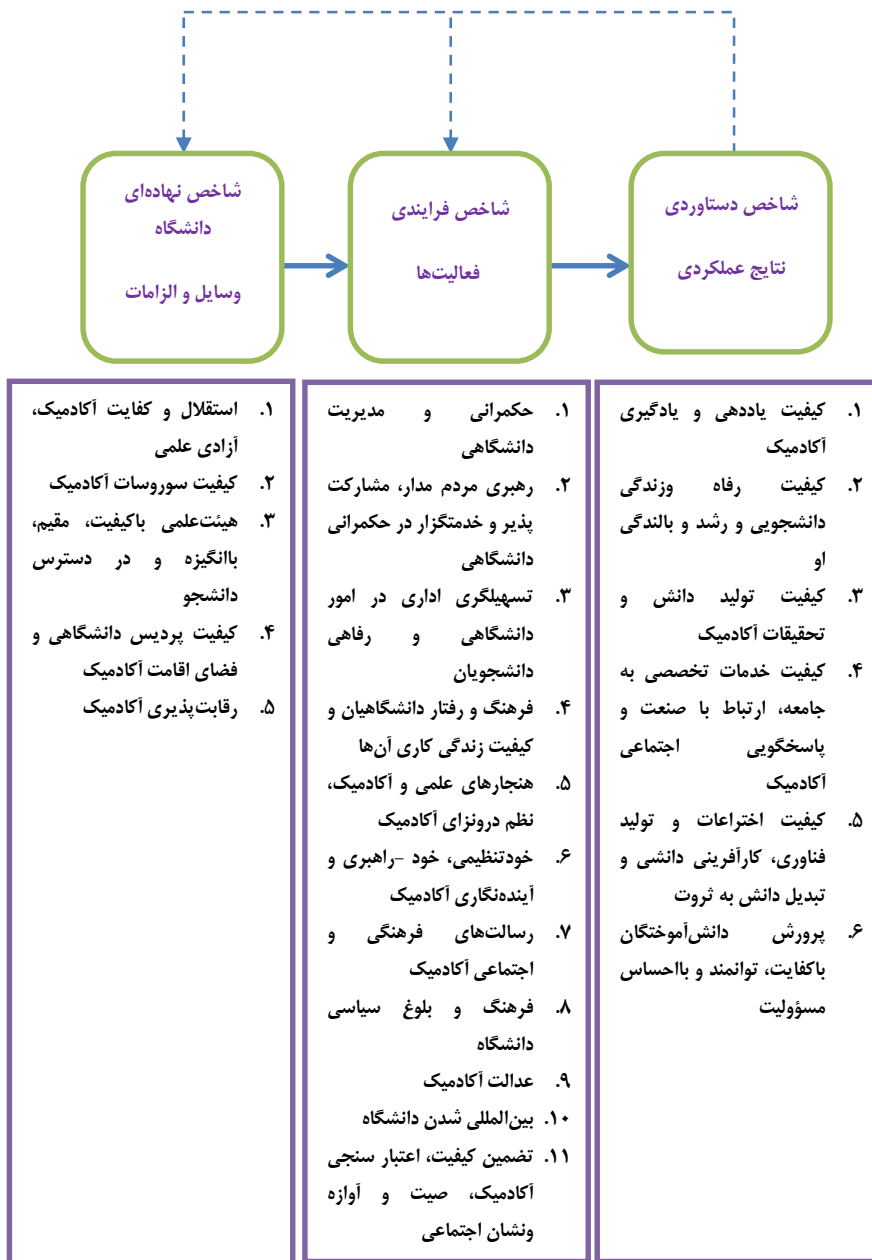 شاخص نهاده‌ای
دانشگاه
وسایل و الزامات
شاخص فرایندی
فعالیت‌ها
شاخص دستاوردی
نتایج عملکردی
۱. استقلال و کفایت آکادمیک،
آزادی علمی
۲. کیفیت سوروسات آکادمیک
۳. هیئت‌علمی باکیفیت، مقیم،
باانگیزه و در دسترس
دانشجو
۴. کیفیت پردیس دانشگاهی و
فضای اقامت آکادمیک
۵. رقابت‌پذیری آکادمیک
۱. حکمرانی و مدیریت
دانشگاهی
۲. رهبری مردم مدار، مشارکت
پذیر و خدمتگزار در حکمرانی
دانشگاهی
۳. تسهیلگری اداری در امور
دانشگاهی و رفاهی
دانشجویان
۴. فرهنگ و رفتار دانشگاهیان و
کیفیت زندگی کاری آن‌ها
۵. هنجارهای علمی و آکادمیک،
نظم درونزای آکادمیک
۶. خودتنظیمی، خود -راهبری و
آینده‌نگاری آکادمیک
۷. رسالت‌های فرهنگی و
اجتماعی آکادمیک
۸. فرهنگ و بلوغ سیاسی
دانشگاه
۹. عدالت آکادمیک
۱۰. بین‌المللی شدن دانشگاه
۱۱. تضمین کیفیت، اعتبار سنجی
آکادمیک، صیت و آوازه
ونشان اجتماعی
۱. کیفیت یاددهی و یادگیری
آکادمیک
۲. کیفیت رفاه وزندگی
دانشجویی و رشد و بالندگی
او
۳. کیفیت تولید دانش و
تحقیقات آکادمیک
۴. کیفیت خدمات تخصصی به
جامعه، ارتباط با صنعت و
پاسخگویی اجتماعی
آکادمیک
۵. کیفیت اختراعات و تولید
فناوری، کارآفرینی دانشی و
تبدیل دانش به ثروت
۶. پرورش دانش‌آموختگان
باکفایت، توانمند و بااحساس
مسؤولیت